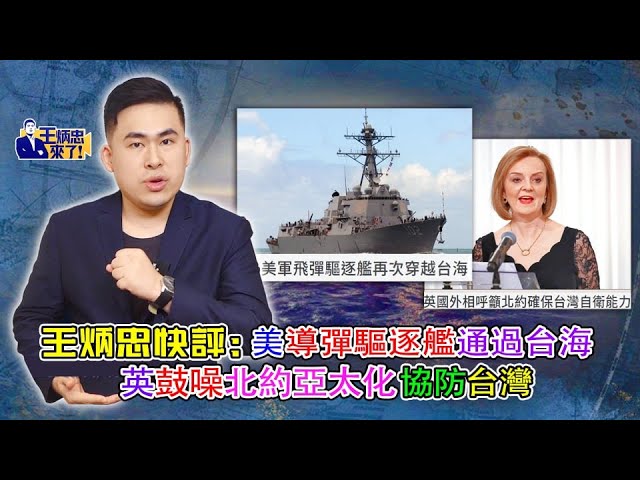 王炳忠
來了!
美軍飛彈驅逐艦再次穿越台海
英國外相呼籲北約確保台灣自衛能力
王炳忠快評:美導彈驅逐艦通過台海
英鼓噪北約亞太化協防台灣